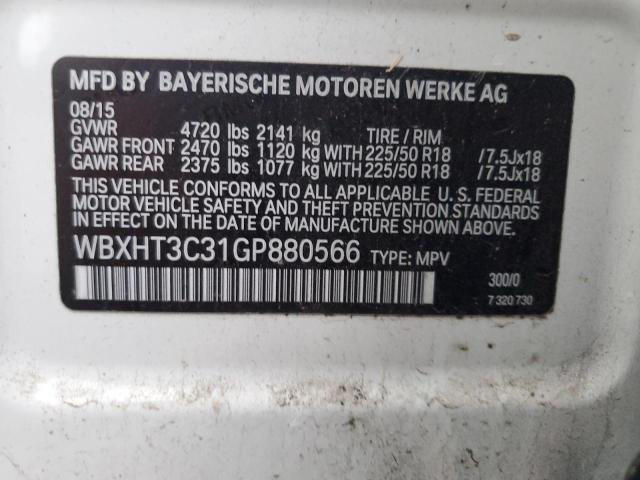 MFD BY BAYERISCHE MOTOREN WERKE AG
08/15
GVWR 4720 lbs 2141 kg TIRE / RIM
GAWR FRONT 2470 lbs 1120 kg WITH 225/50 R18 /7.5Jx18
GAWR REAR 2375 lbs 1077 kg WITH 225/50 R18 /7.5Jx18
THIS VEHICLE CONFORMS TO ALL APPLICABLE, U. S. FEDERAL
MOTOR VEHICLE SAFETY AND THEFT PREVENTION STANDARDS
IN EFFECT ON THE DATE OF MANUFACTURE SHOWN ABOVE.
WBXHT3C31GP880566 TYPE: MPV
300/0
7 320 730